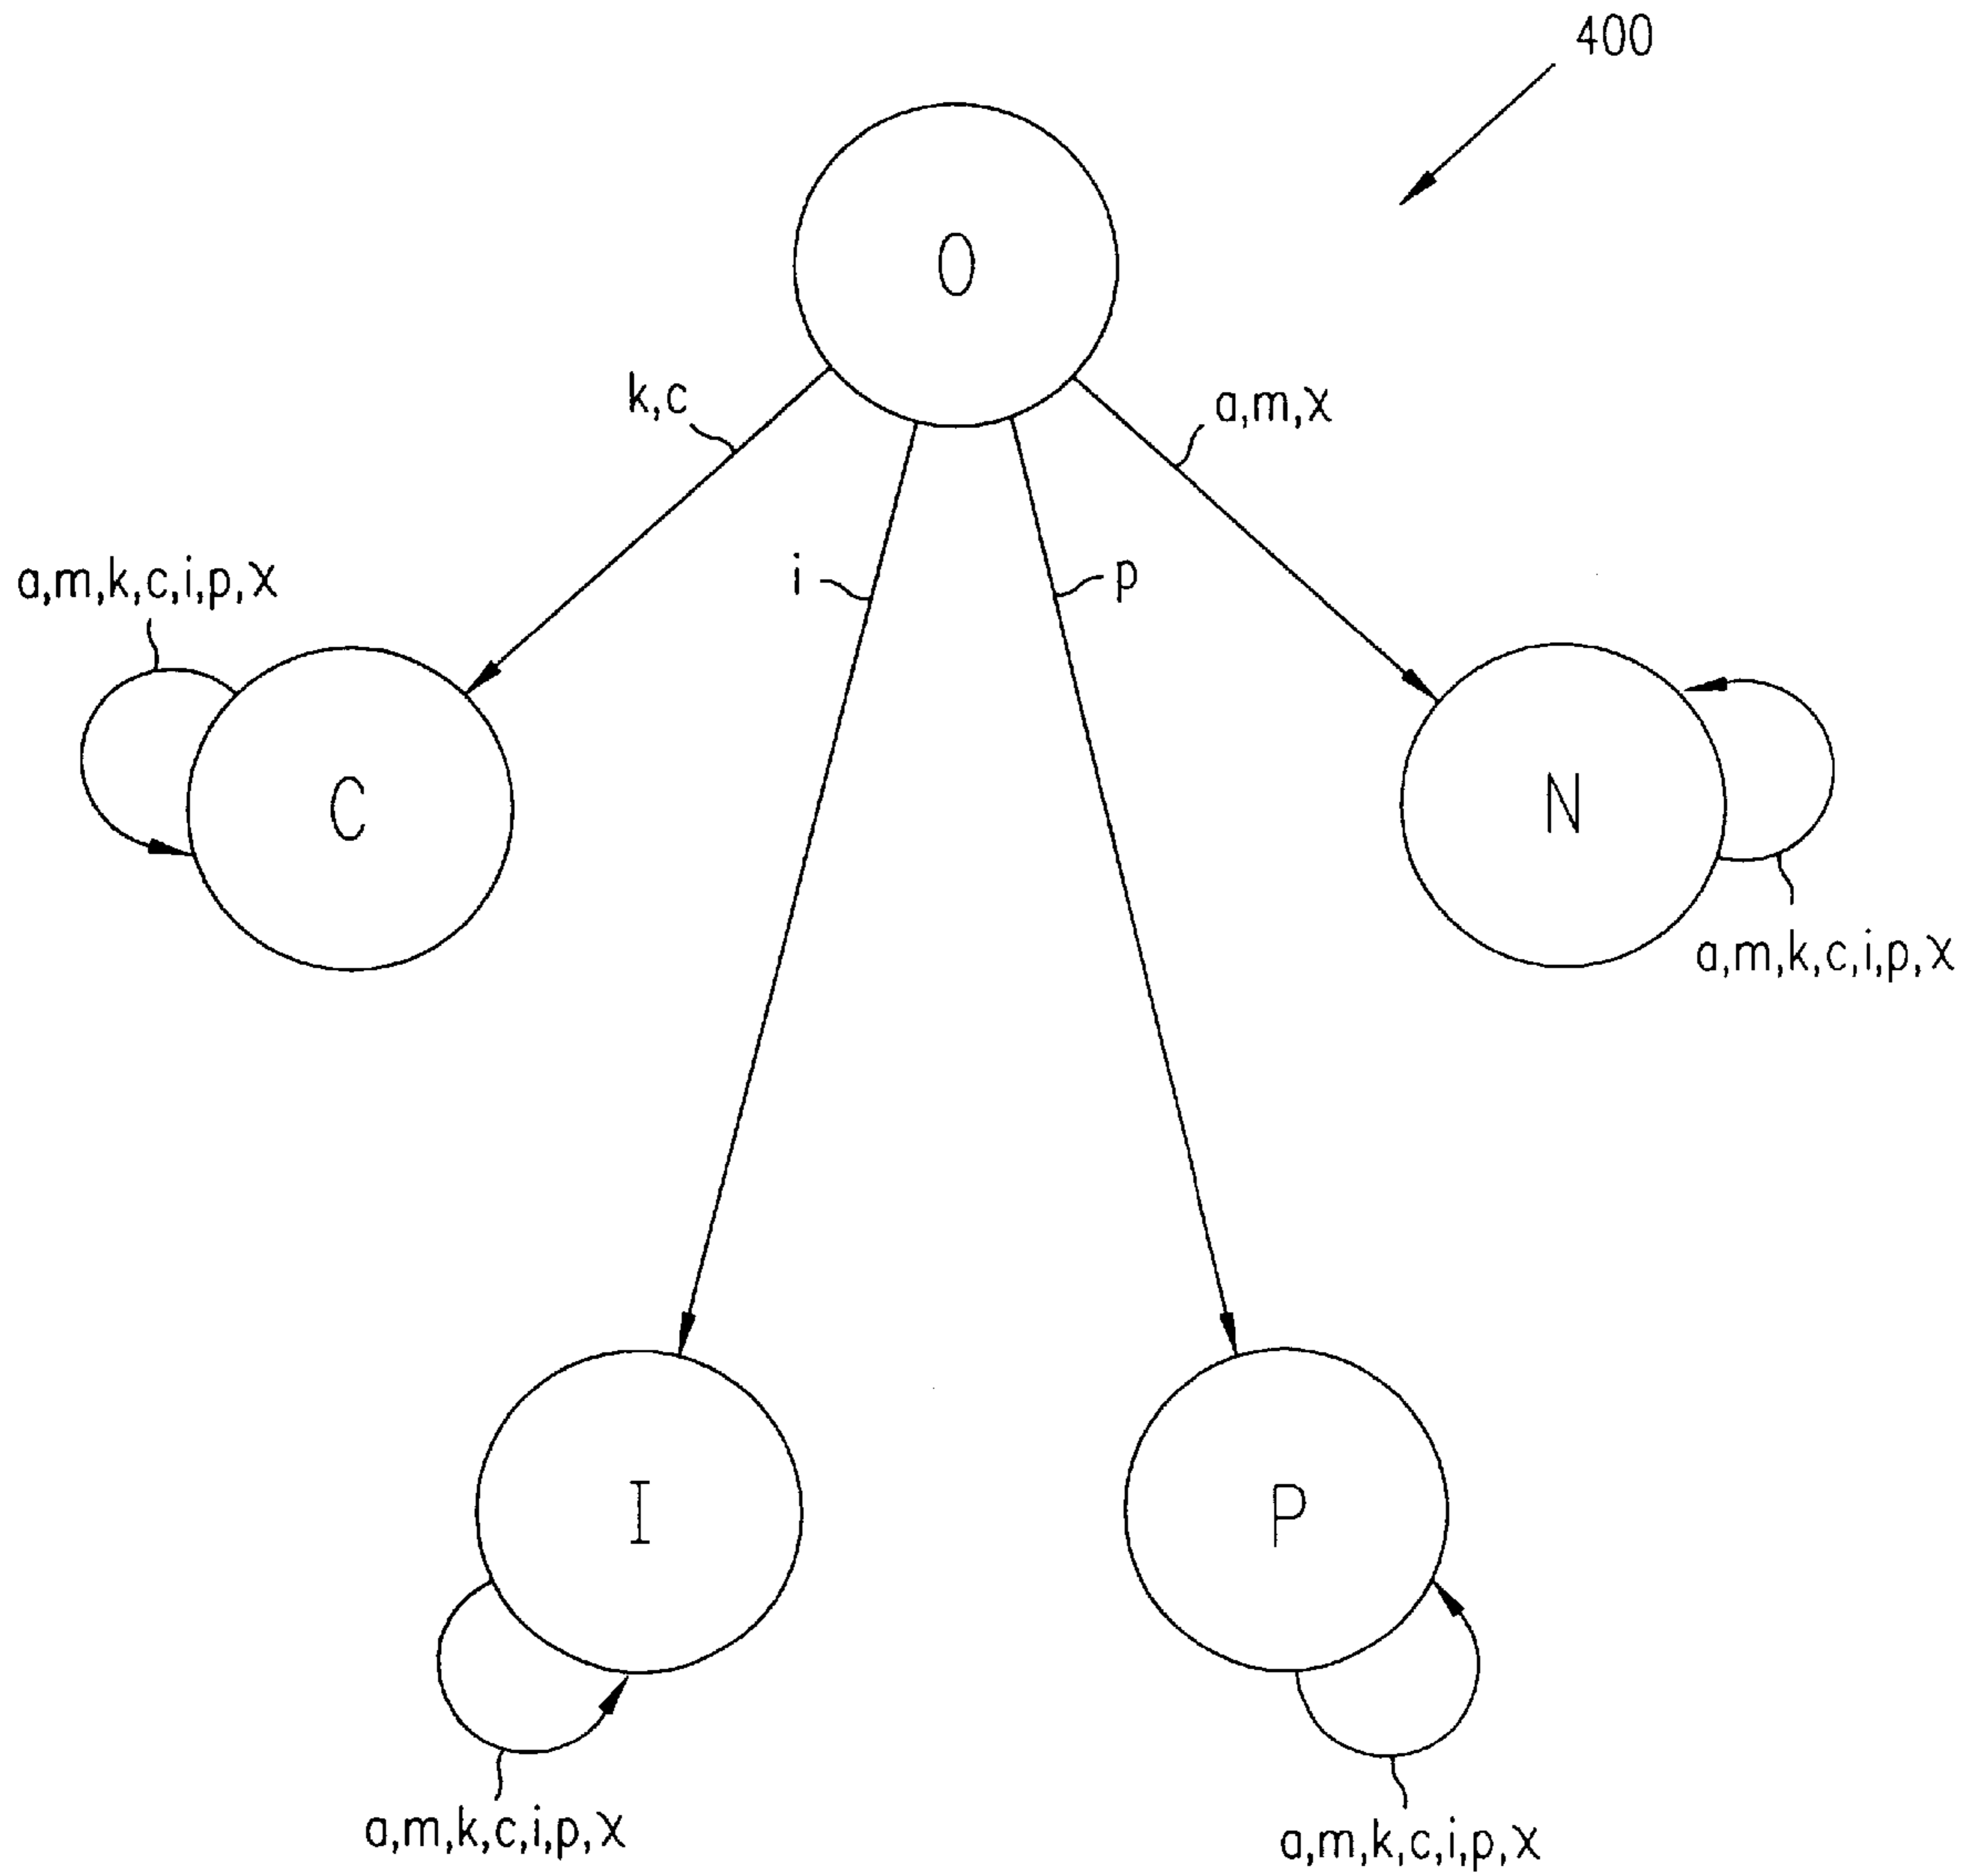 400
O
k,c
a,m,x
i
p
a,m,k,c,i,p,x
C
N
a,m,k,c,i,p,x
I
P
a,m,k,c,i,p,x
a,m,k,c,i,p,x